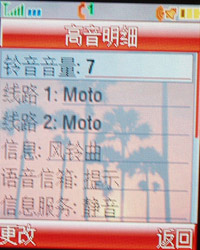 1
高音明细
铃音音量: 7
线路 1: Moto
线路 2: Moto
信息: 风铃曲
语音信箱: 提示
信息服务: 静音
更改
返回